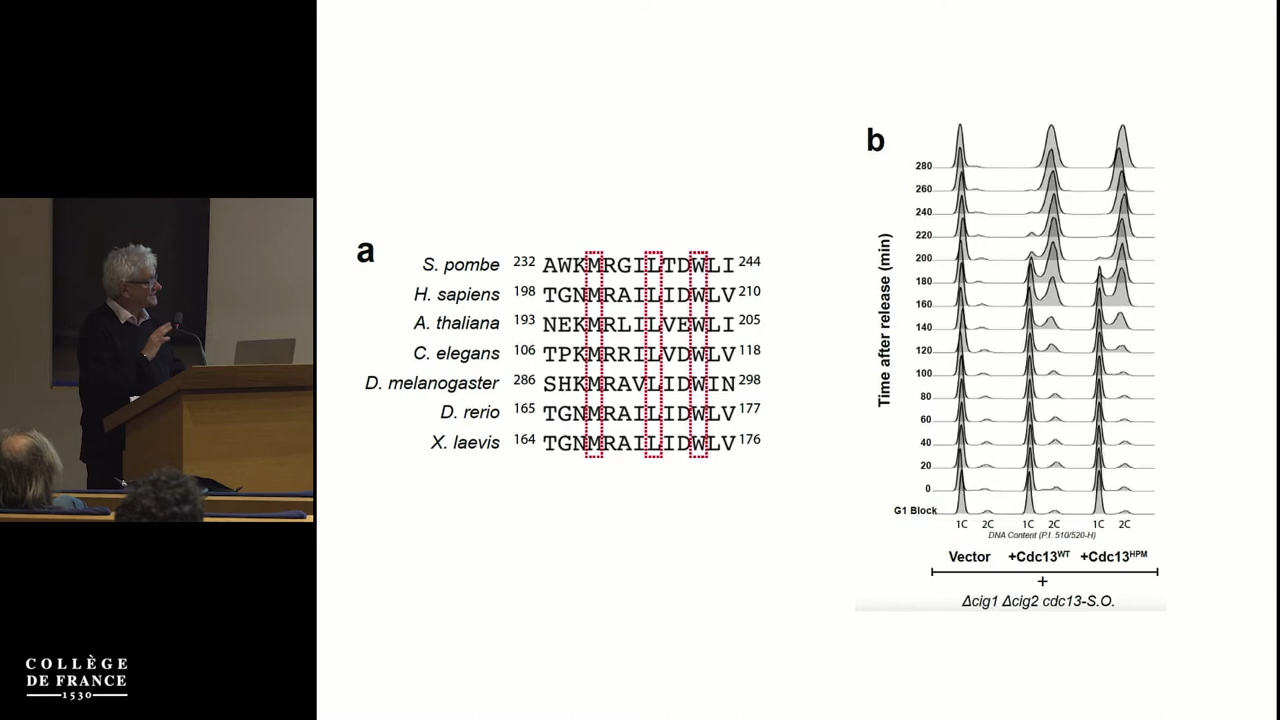 a
S. pombe 232 AWKMRGILTDWLI 244
H. sapiens 198 TGNMRAILIDWLV 210
A. thaliana 193 NEKMRLILVEWLI 205
C. elegans 106 TPKMRRILVDWLV 118
D. melanogaster 286 SHKMRAVLIDWIN 298
D. rerio 165 TGNMRAILIDWLV 177
X. laevis 164 TGNMRAILIDWLV 176
b
Time after release (min)
280
260
240
220
200
180
160
140
120
100
80
60
40
20
0
G1 Block
1C 2C 1C 2C 1C 2C
DNA Content (P.I. 510/520-H)
Vector +Cdc13WT +Cdc13HPM
+
Δcig1 Δcig2 cdc13-S.O.
COLLÈGE
DE FRANCE
1530